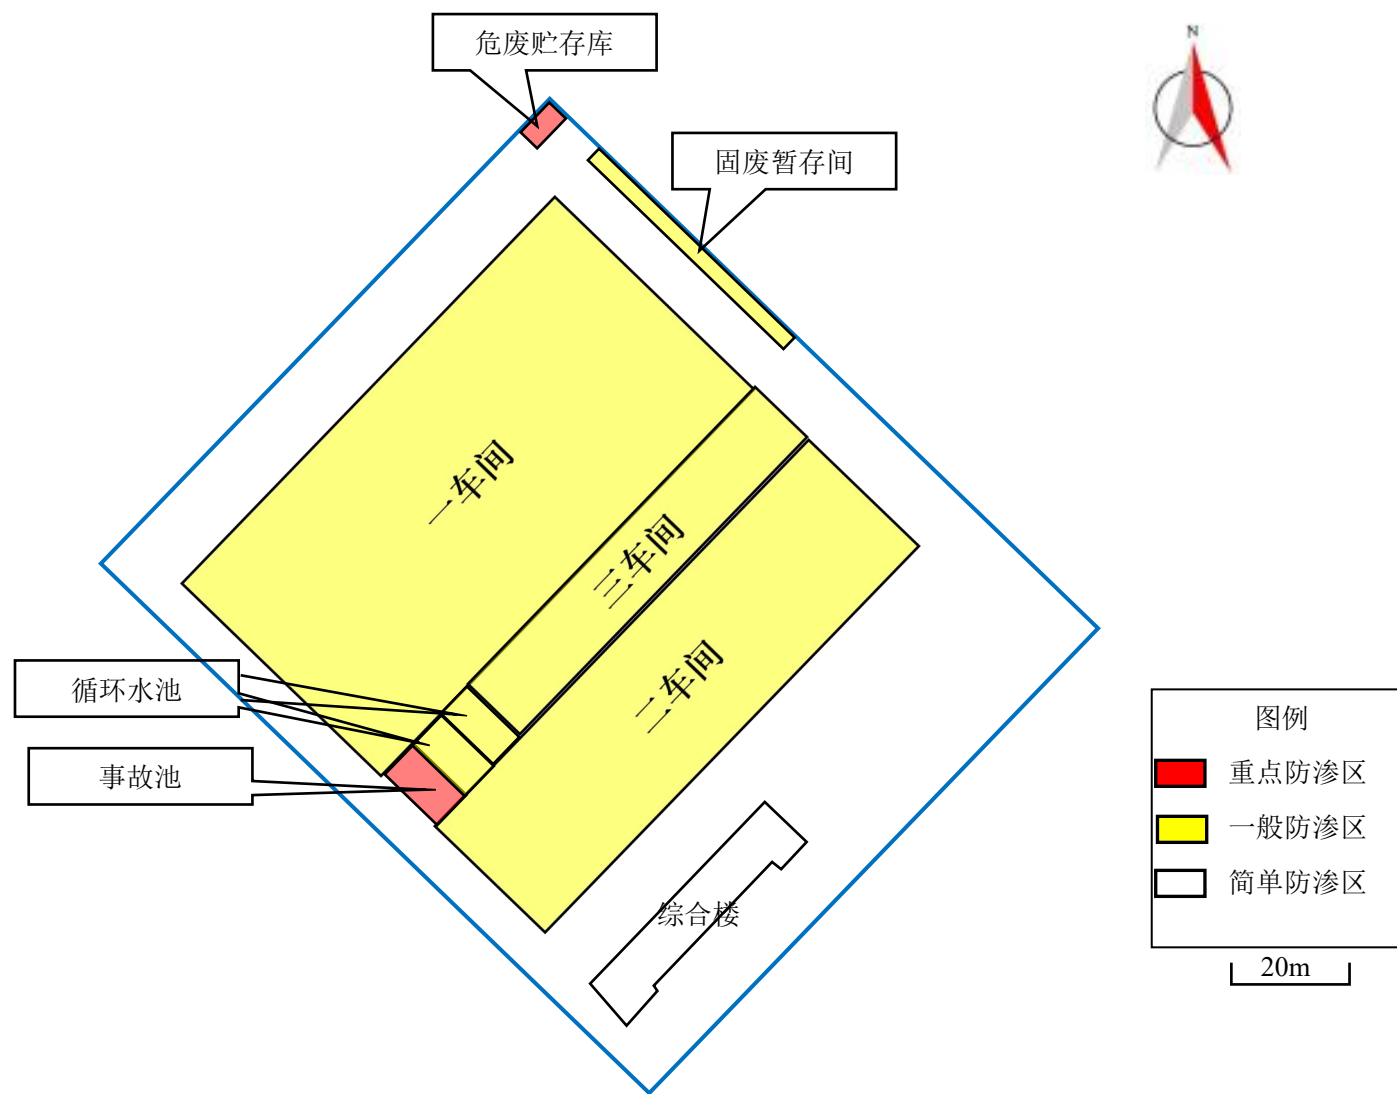 危废贮存库
N
固废暂存间
一车间
三车间
二车间
循环水池
事故池
综合楼
图例
重点防渗区
一般防渗区
简单防渗区
20m